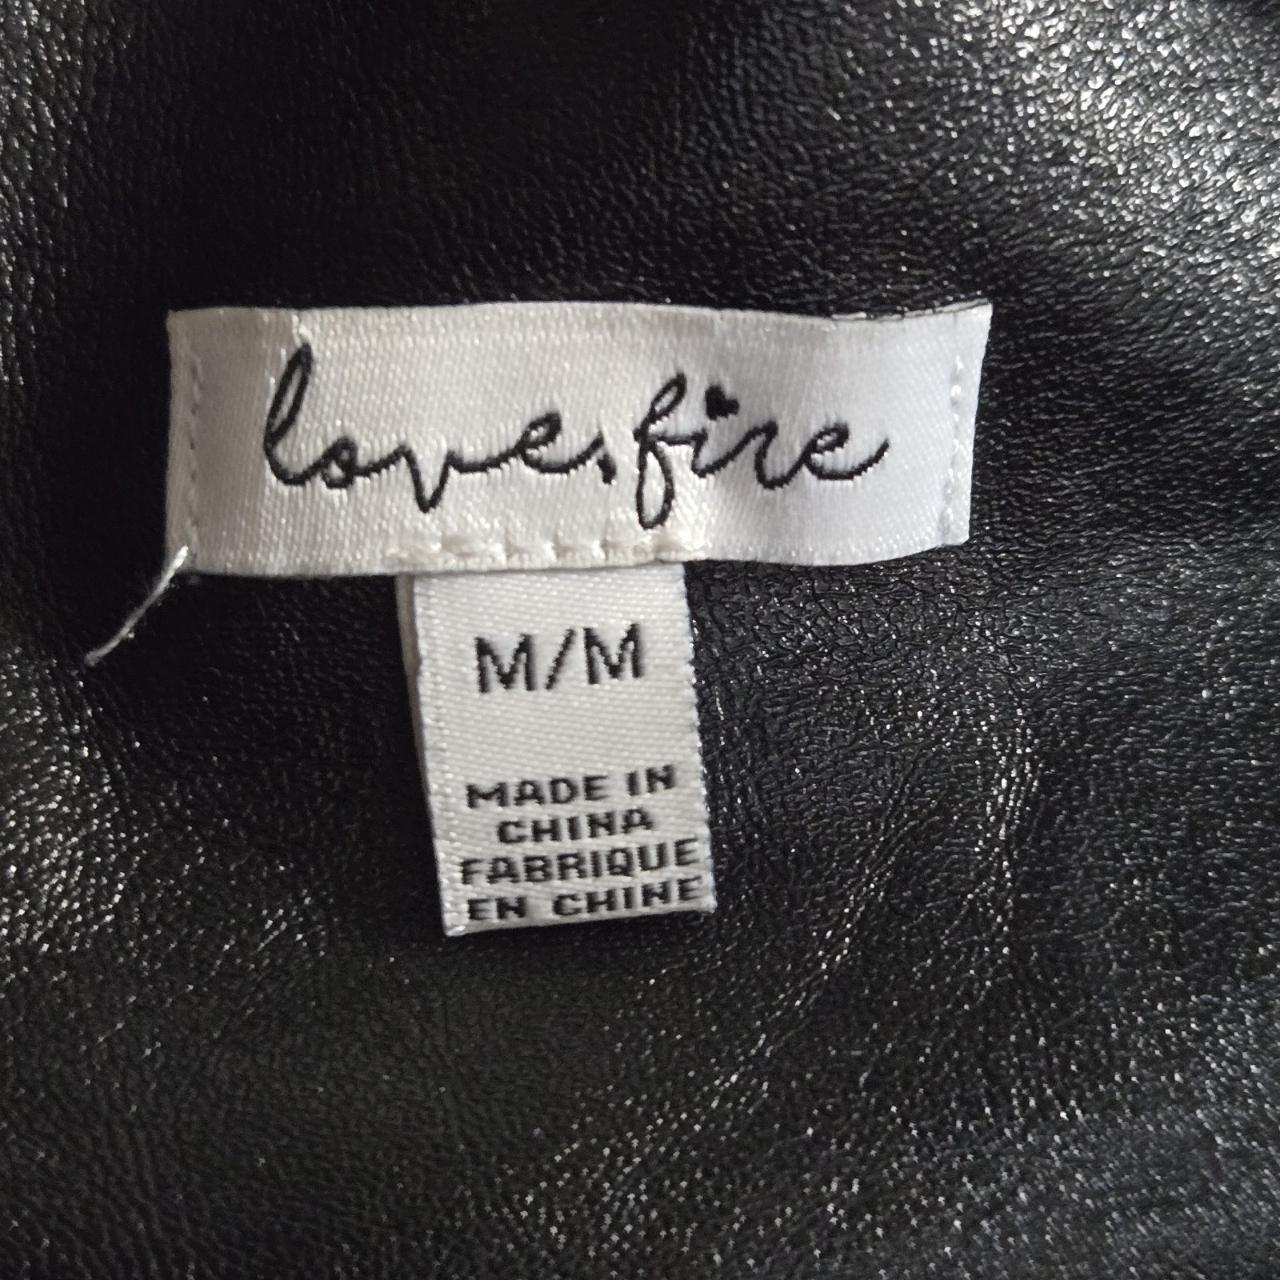 love, fire
M/M
MADE IN
CHINA
FABRIQUE
EN CHINE